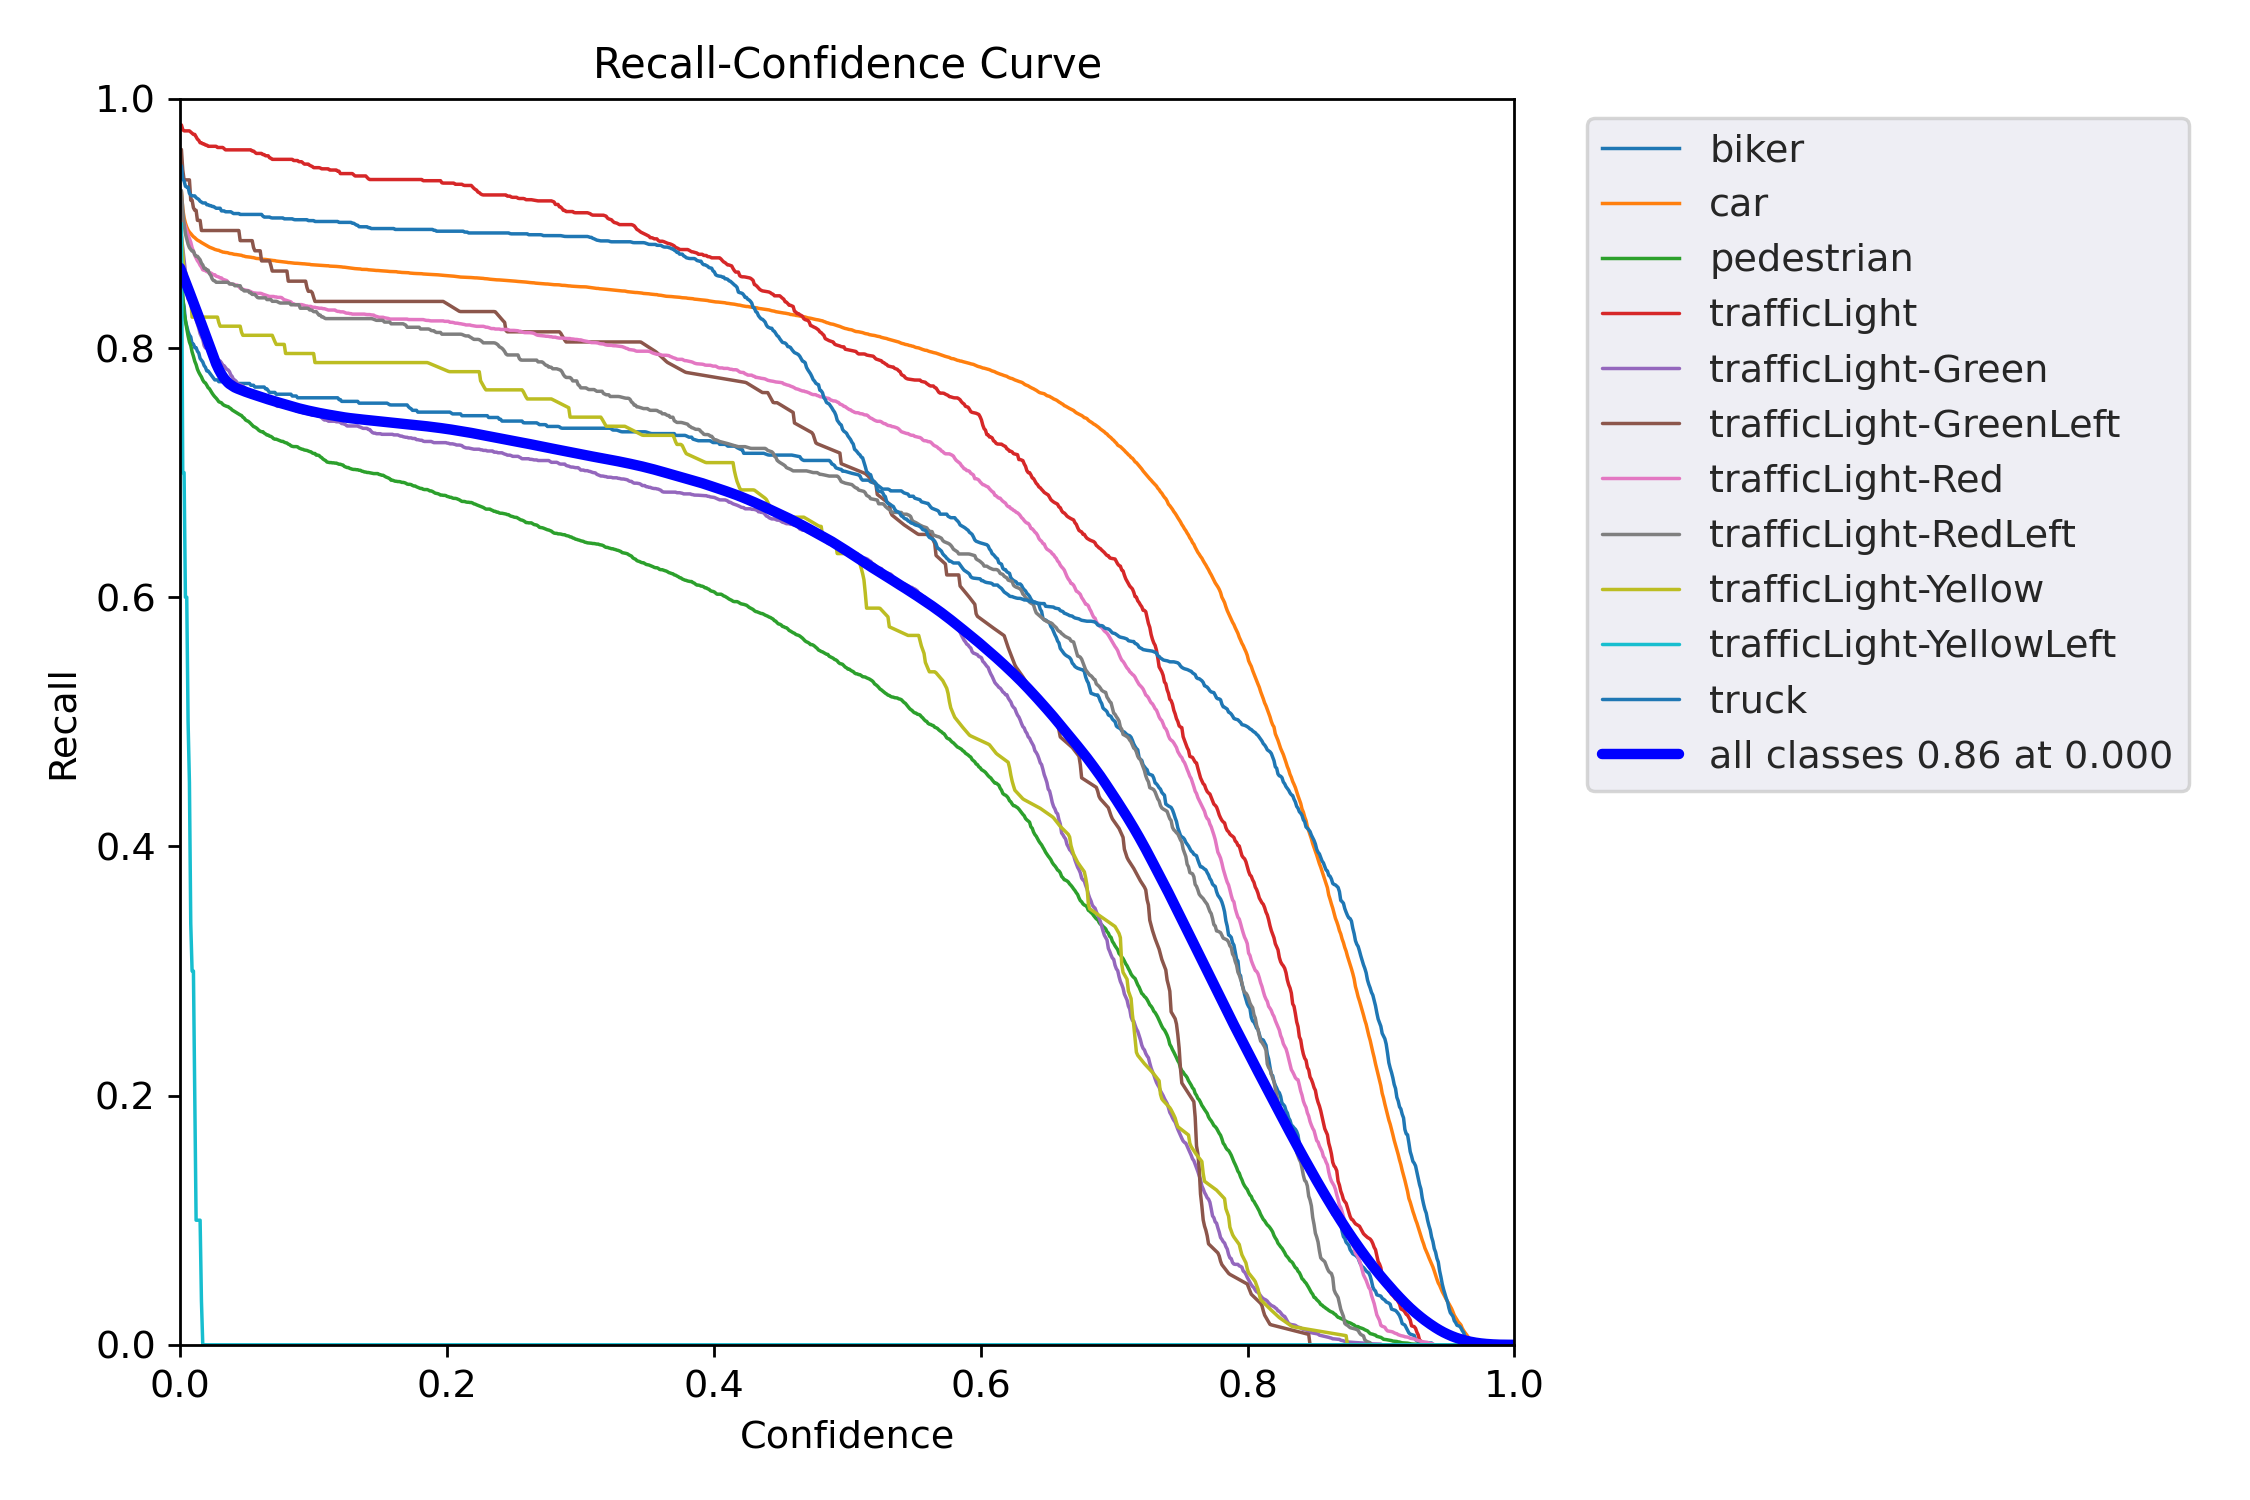 Recall-Confidence Curve
1.0
0.8
0.6
0.4
0.2
0.0
Recall
0.0 0.2 0.4 0.6 0.8 1.0
Confidence
biker
car
pedestrian
trafficLight
trafficLight-Green
trafficLight-GreenLeft
trafficLight-Red
trafficLight-RedLeft
trafficLight-Yellow
trafficLight-YellowLeft
truck
all classes 0.86 at 0.000